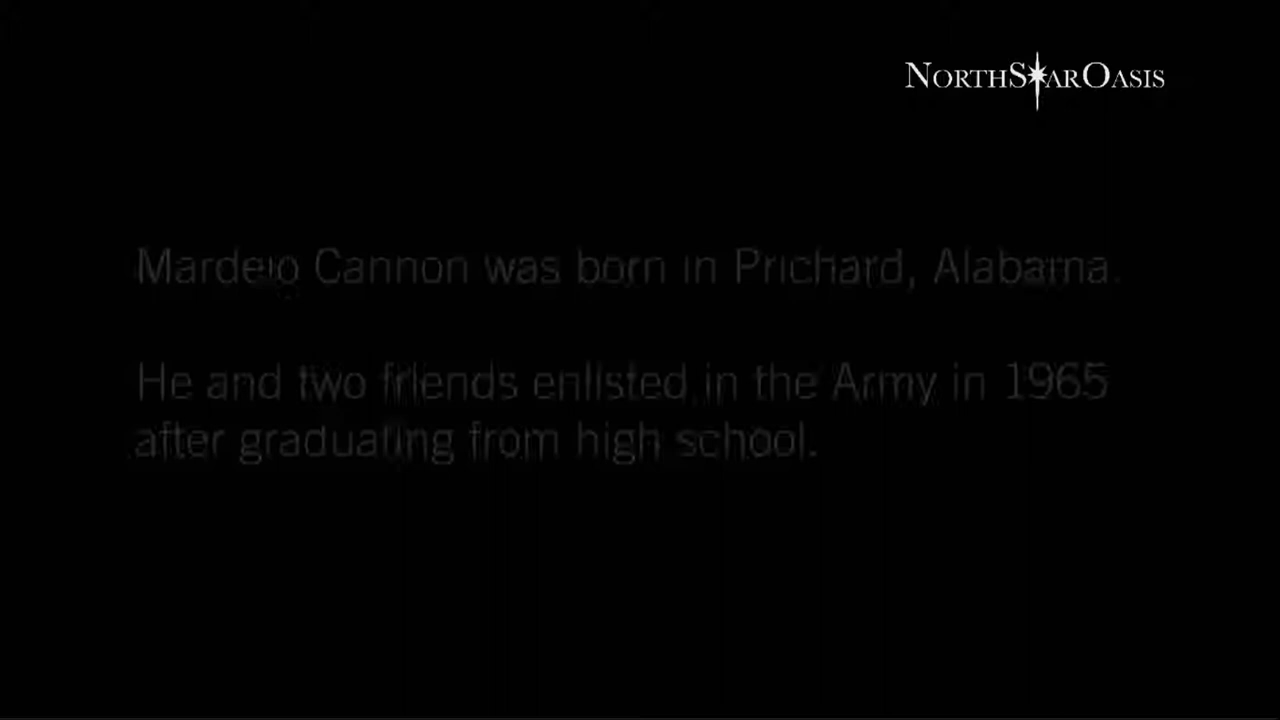 NORTHSTAROASIS
Mardejo Cannon was born in Prichard, Alabama.
He and two friends enlisted in the Army in 1965
after graduating from high school.